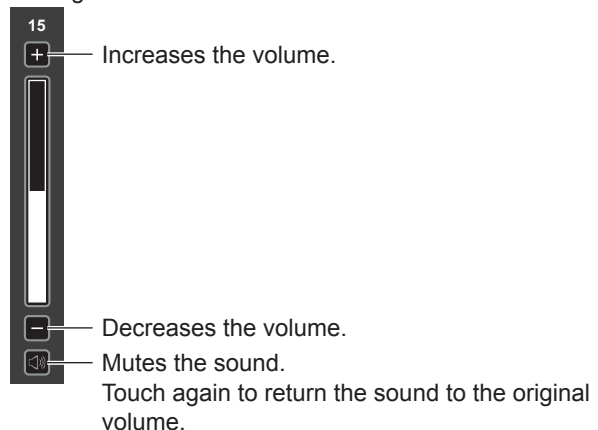 15
+
Increases the volume.
−
Decreases the volume.
Mutes the sound.
Touch again to return the sound to the original
volume.